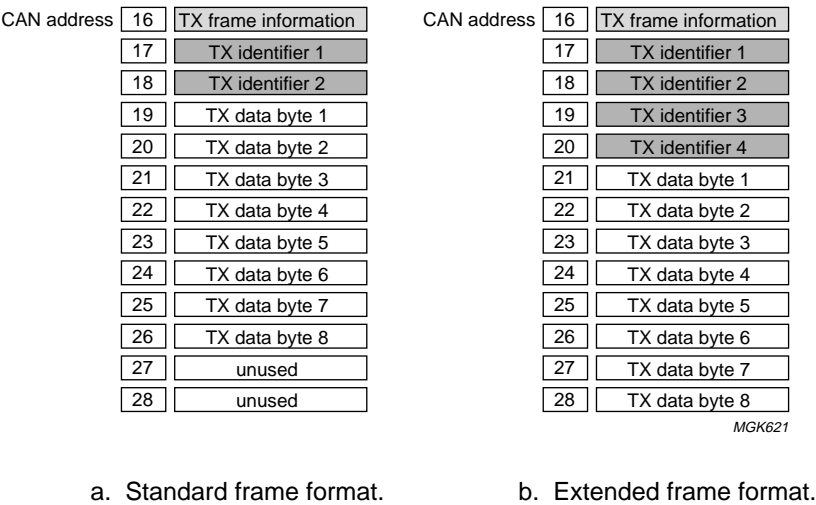 CAN address 16 TX frame information CAN address 16 TX frame information
17 TX identifier 1 17 TX identifier 1
18 TX identifier 2 18 TX identifier 2
19 TX data byte 1 19 TX identifier 3
20 TX data byte 2 20 TX identifier 4
21 TX data byte 3 21 TX data byte 1
22 TX data byte 4 22 TX data byte 2
23 TX data byte 5 23 TX data byte 3
24 TX data byte 6 24 TX data byte 4
25 TX data byte 7 25 TX data byte 5
26 TX data byte 8 26 TX data byte 6
27 unused 27 TX data byte 7
28 unused 28 TX data byte 8
MGK621
a. Standard frame format. b. Extended frame format.